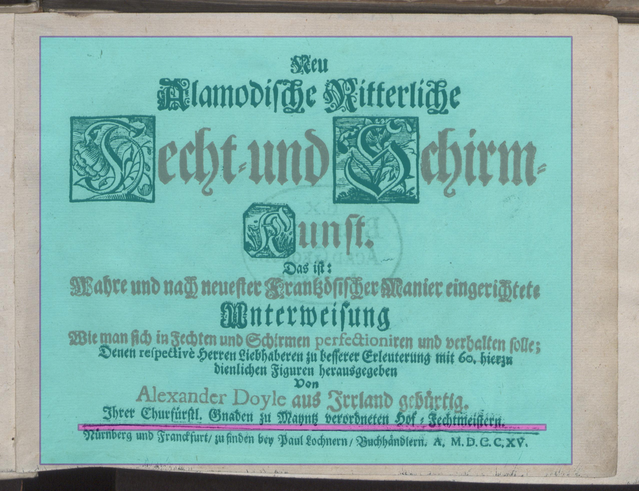 Neu
Alamodische Ritterliche
Fecht-und Schirm-
Kunst.
Das ist:
Wahre und nach neuester Frantzösischer Manier eingerichtete
Unterweisung
Wie man sich in Fechten und Schirmen perfectioniren und verhalten solle;
Denen respectivè Herren Liebhaberen zu besserer Erleuterung mit 60. hierzu
dienlichen Figuren herausgegeben
Von
Alexander Doyle aus Irrland gebürtig.
Ihrer Churfürstl. Gnaden zu Mayntz verordneten Hof-Fechtmeistern.
Nürnberg und Franckfurt/ zu finden bey Paul Lochnern/ Buchhändlern. A. M.D.C.C.XV.